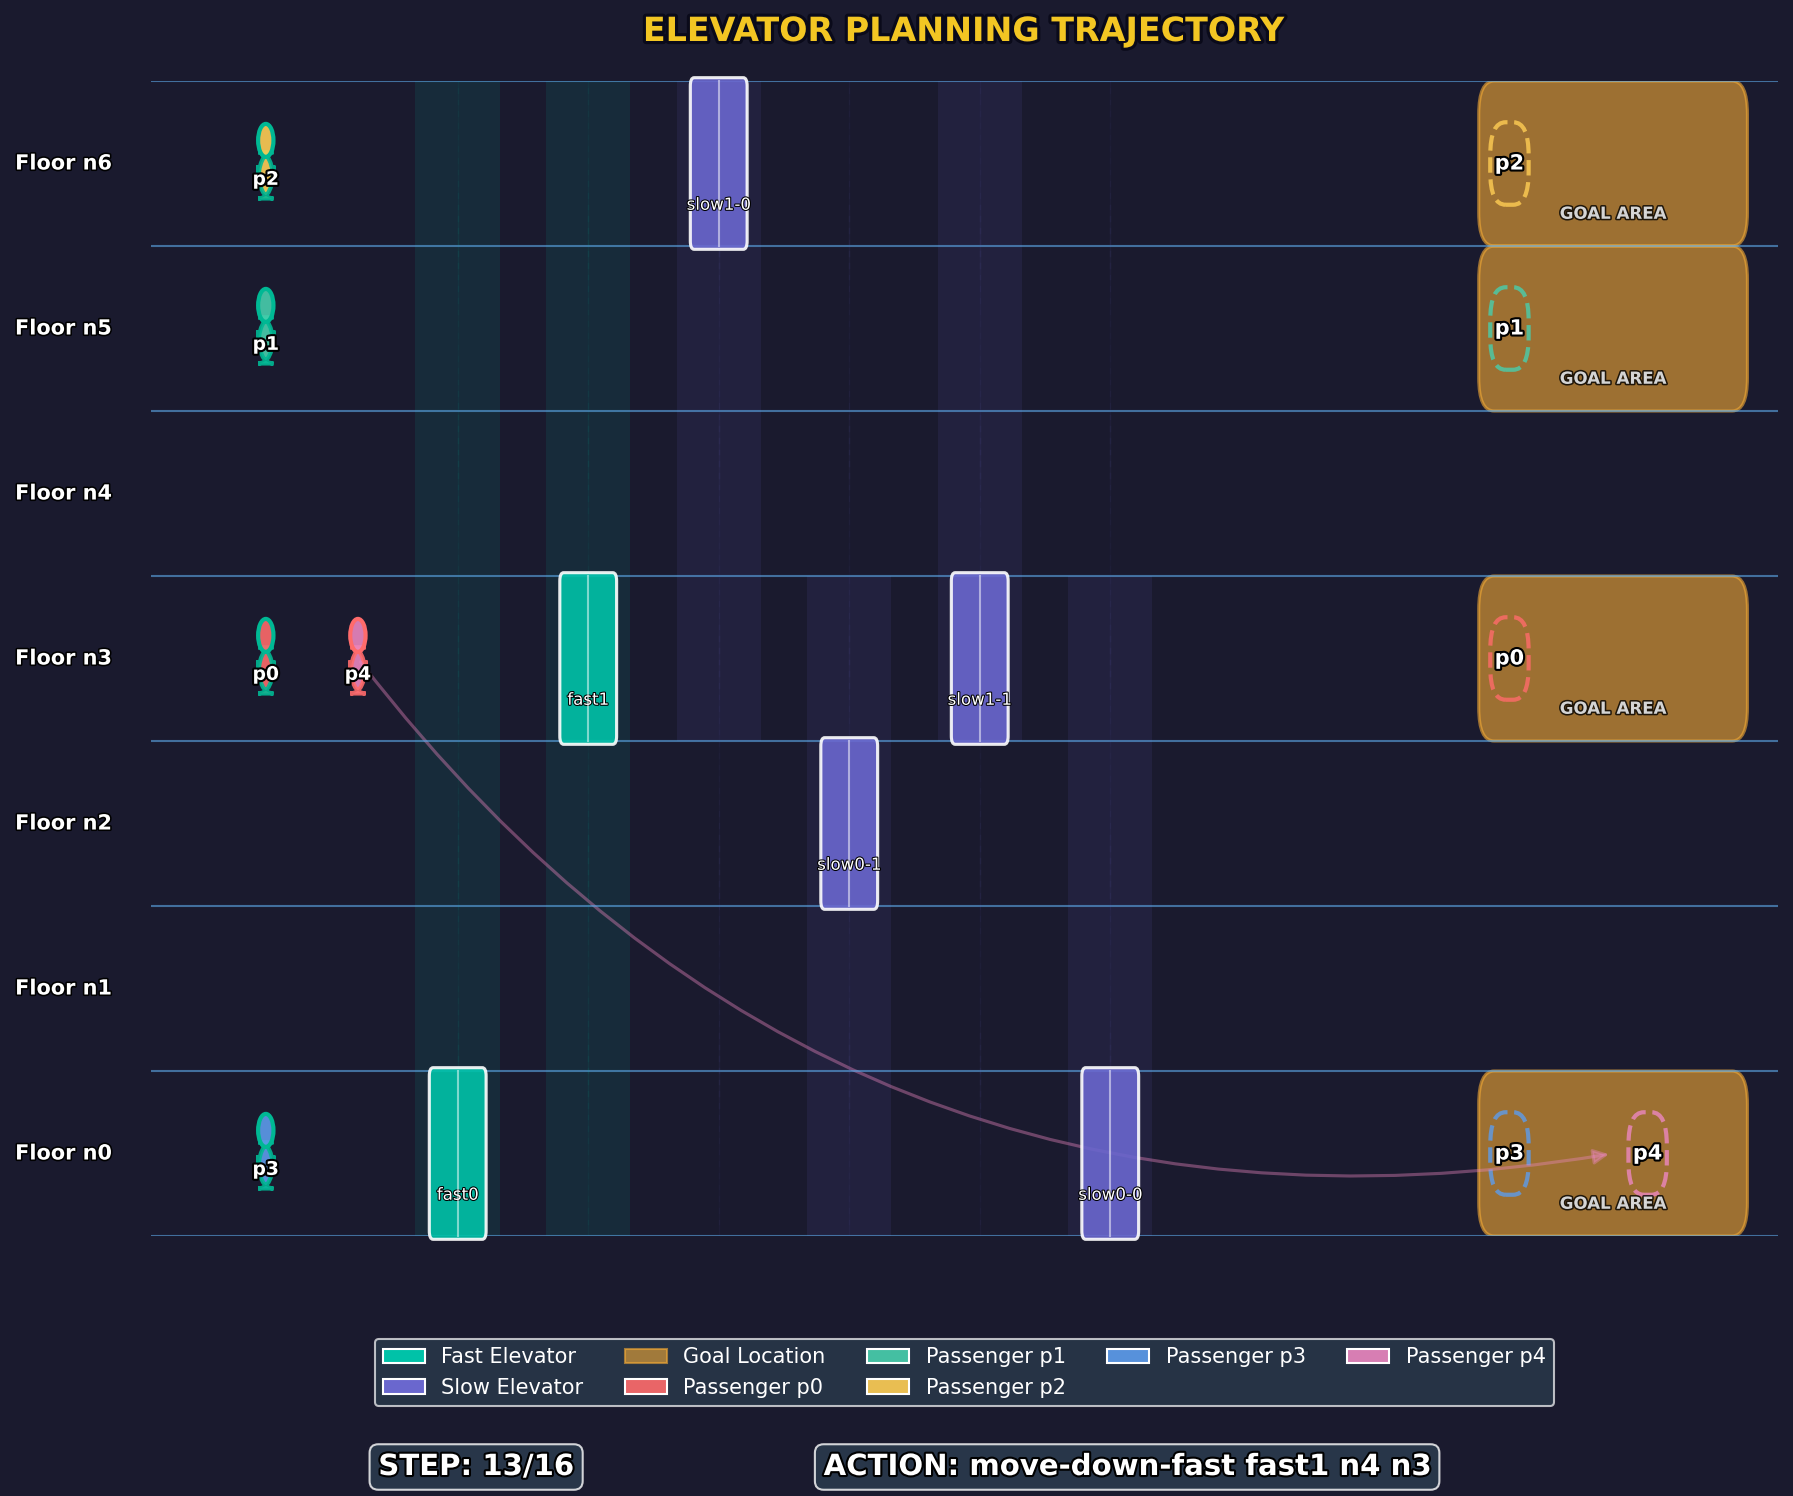 ELEVATOR PLANNING TRAJECTORY
Floor n6
p2
slow1-0
p2
GOAL AREA
Floor n5
p1
p1
GOAL AREA
Floor n4
Floor n3
p0
p4
fast1
slow1-1
p0
GOAL AREA
Floor n2
slow0-1
Floor n1
Floor n0
p3
fast0
slow0-0
p3
p4
GOAL AREA
Fast Elevator
Goal Location
Passenger p1
Passenger p3
Passenger p4
Slow Elevator
Passenger p0
Passenger p2
STEP: 13/16
ACTION: move-down-fast fast1 n4 n3